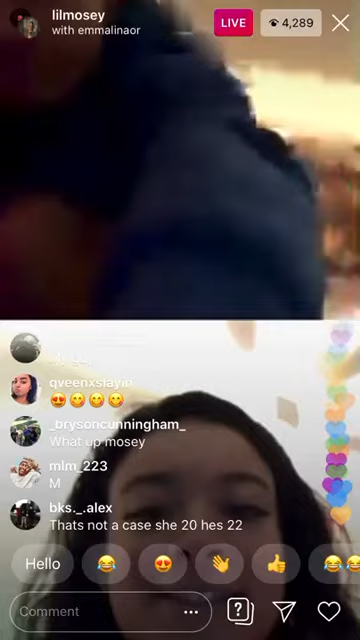 lilmosey
with emmalinaor
LIVE
4,289
qveenxslayin
😍😋😋😋
_brysoncunningham_
What up mosey
mlm_223
M
bks._.alex
Thats not a case she 20 hes 22
Hello
Comment